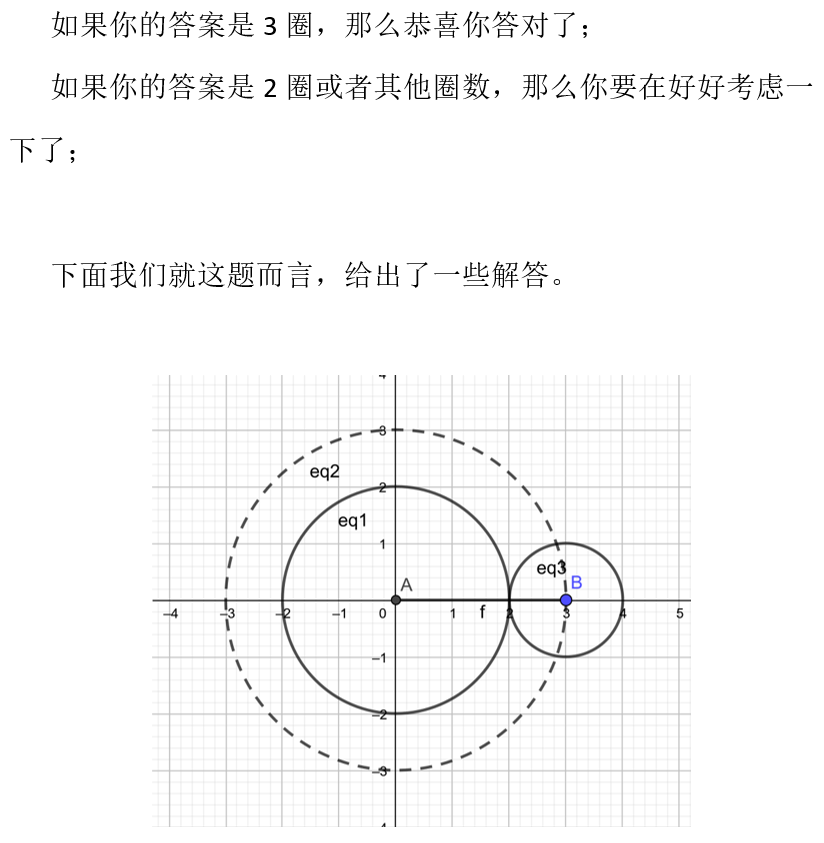 如果你的答案是 3 圈，那么恭喜你答对了；
如果你的答案是 2 圈或者其他圈数，那么你要在好好考虑一
下了；
下面我们就这题而言，给出了一些解答。
4
3
eq2
2
eq1
1
eq3
A
B
–4 –3 –2 –1 0 1 f 2 3 4 5
–1
–2
–3